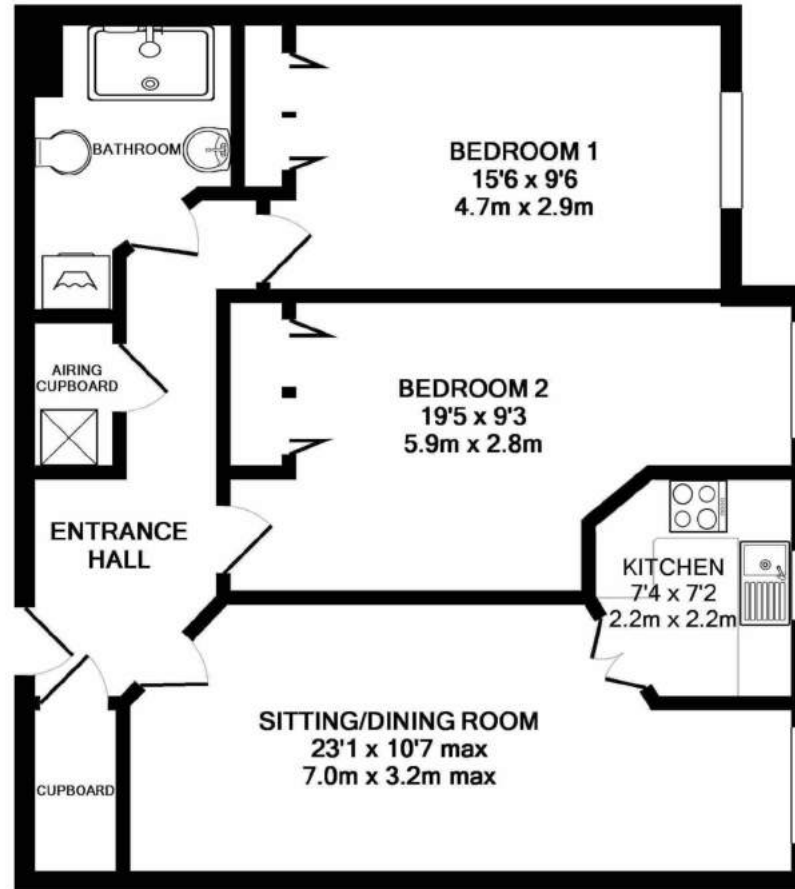 BATHROOM
BEDROOM 1
15'6 x 9'6
4.7m x 2.9m
AIRING
CUPBOARD
BEDROOM 2
19'5 x 9'3
5.9m x 2.8m
ENTRANCE
HALL
KITCHEN
7'4 x 7'2
2.2m x 2.2m
SITTING/DINING ROOM
23'1 x 10'7 max
7.0m x 3.2m max
CUPBOARD